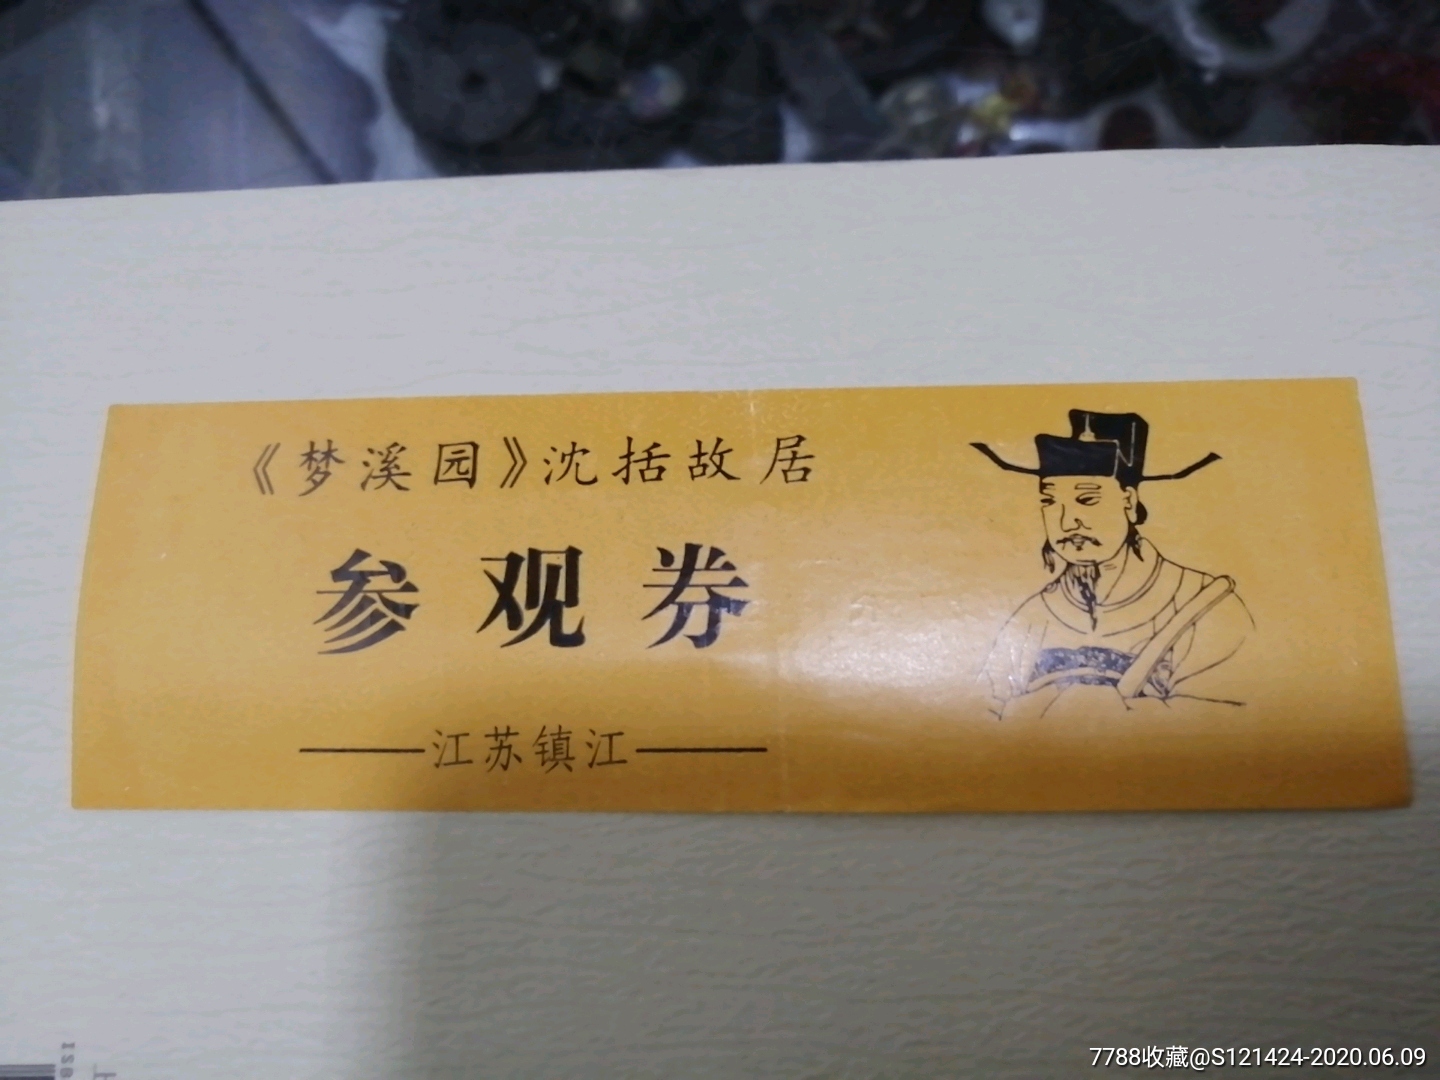 《梦溪园》沈括故居
参观券
江苏镇江
ISB
7788收藏@S121424-2020.06.09